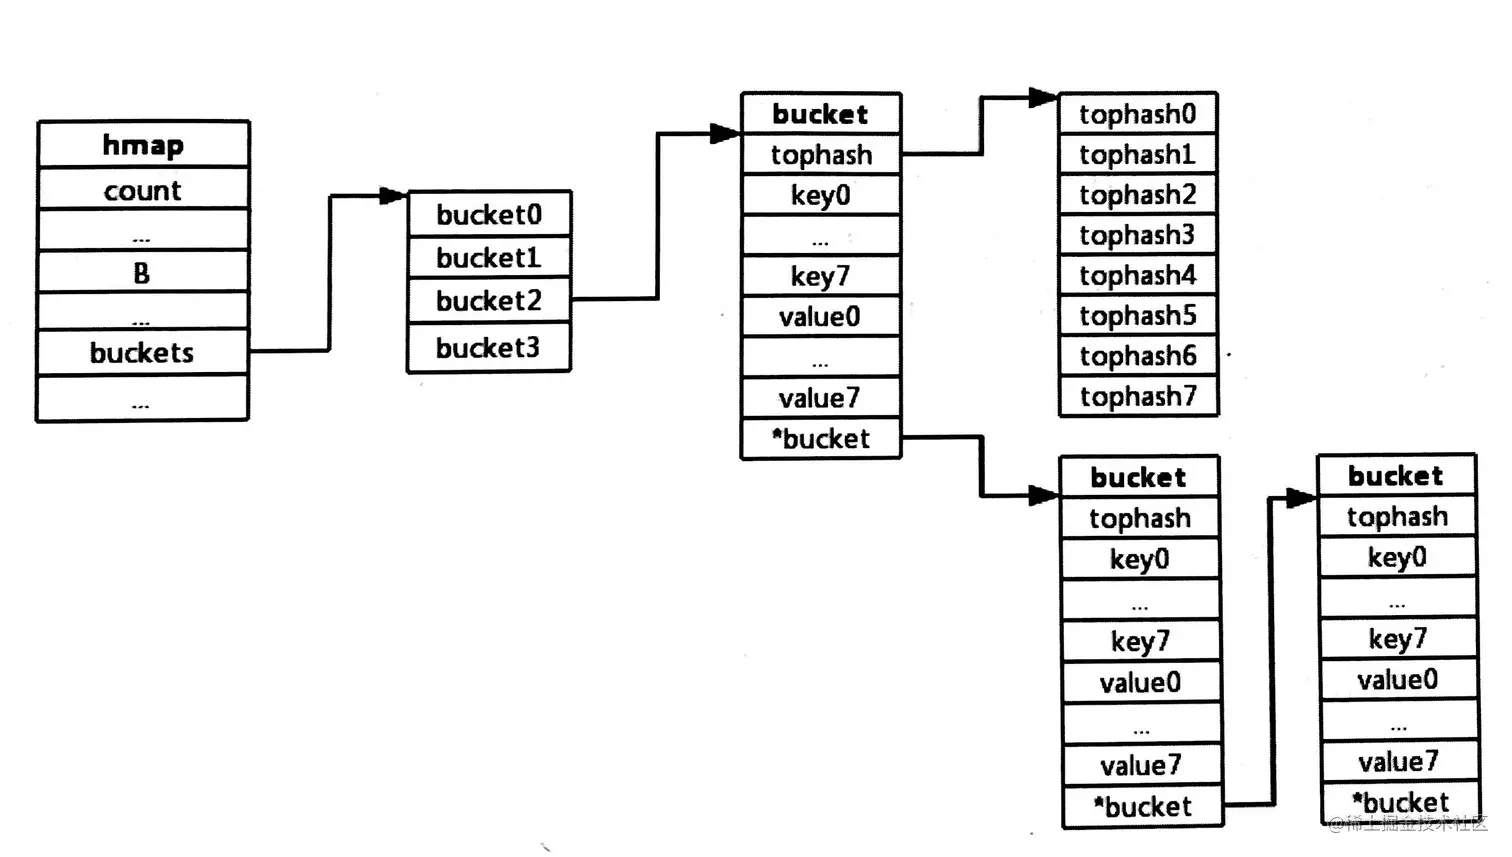 hmap
count
...
B
...
buckets
...
bucket0
bucket1
bucket2
bucket3
bucket
tophash
key0
...
key7
value0
...
value7
*bucket
tophash0
tophash1
tophash2
tophash3
tophash4
tophash5
tophash6
tophash7
bucket
tophash
key0
...
key7
value0
...
value7
*bucket
bucket
tophash
key0
...
key7
value0
...
value7
*bucket
@稀土掘金技术社区